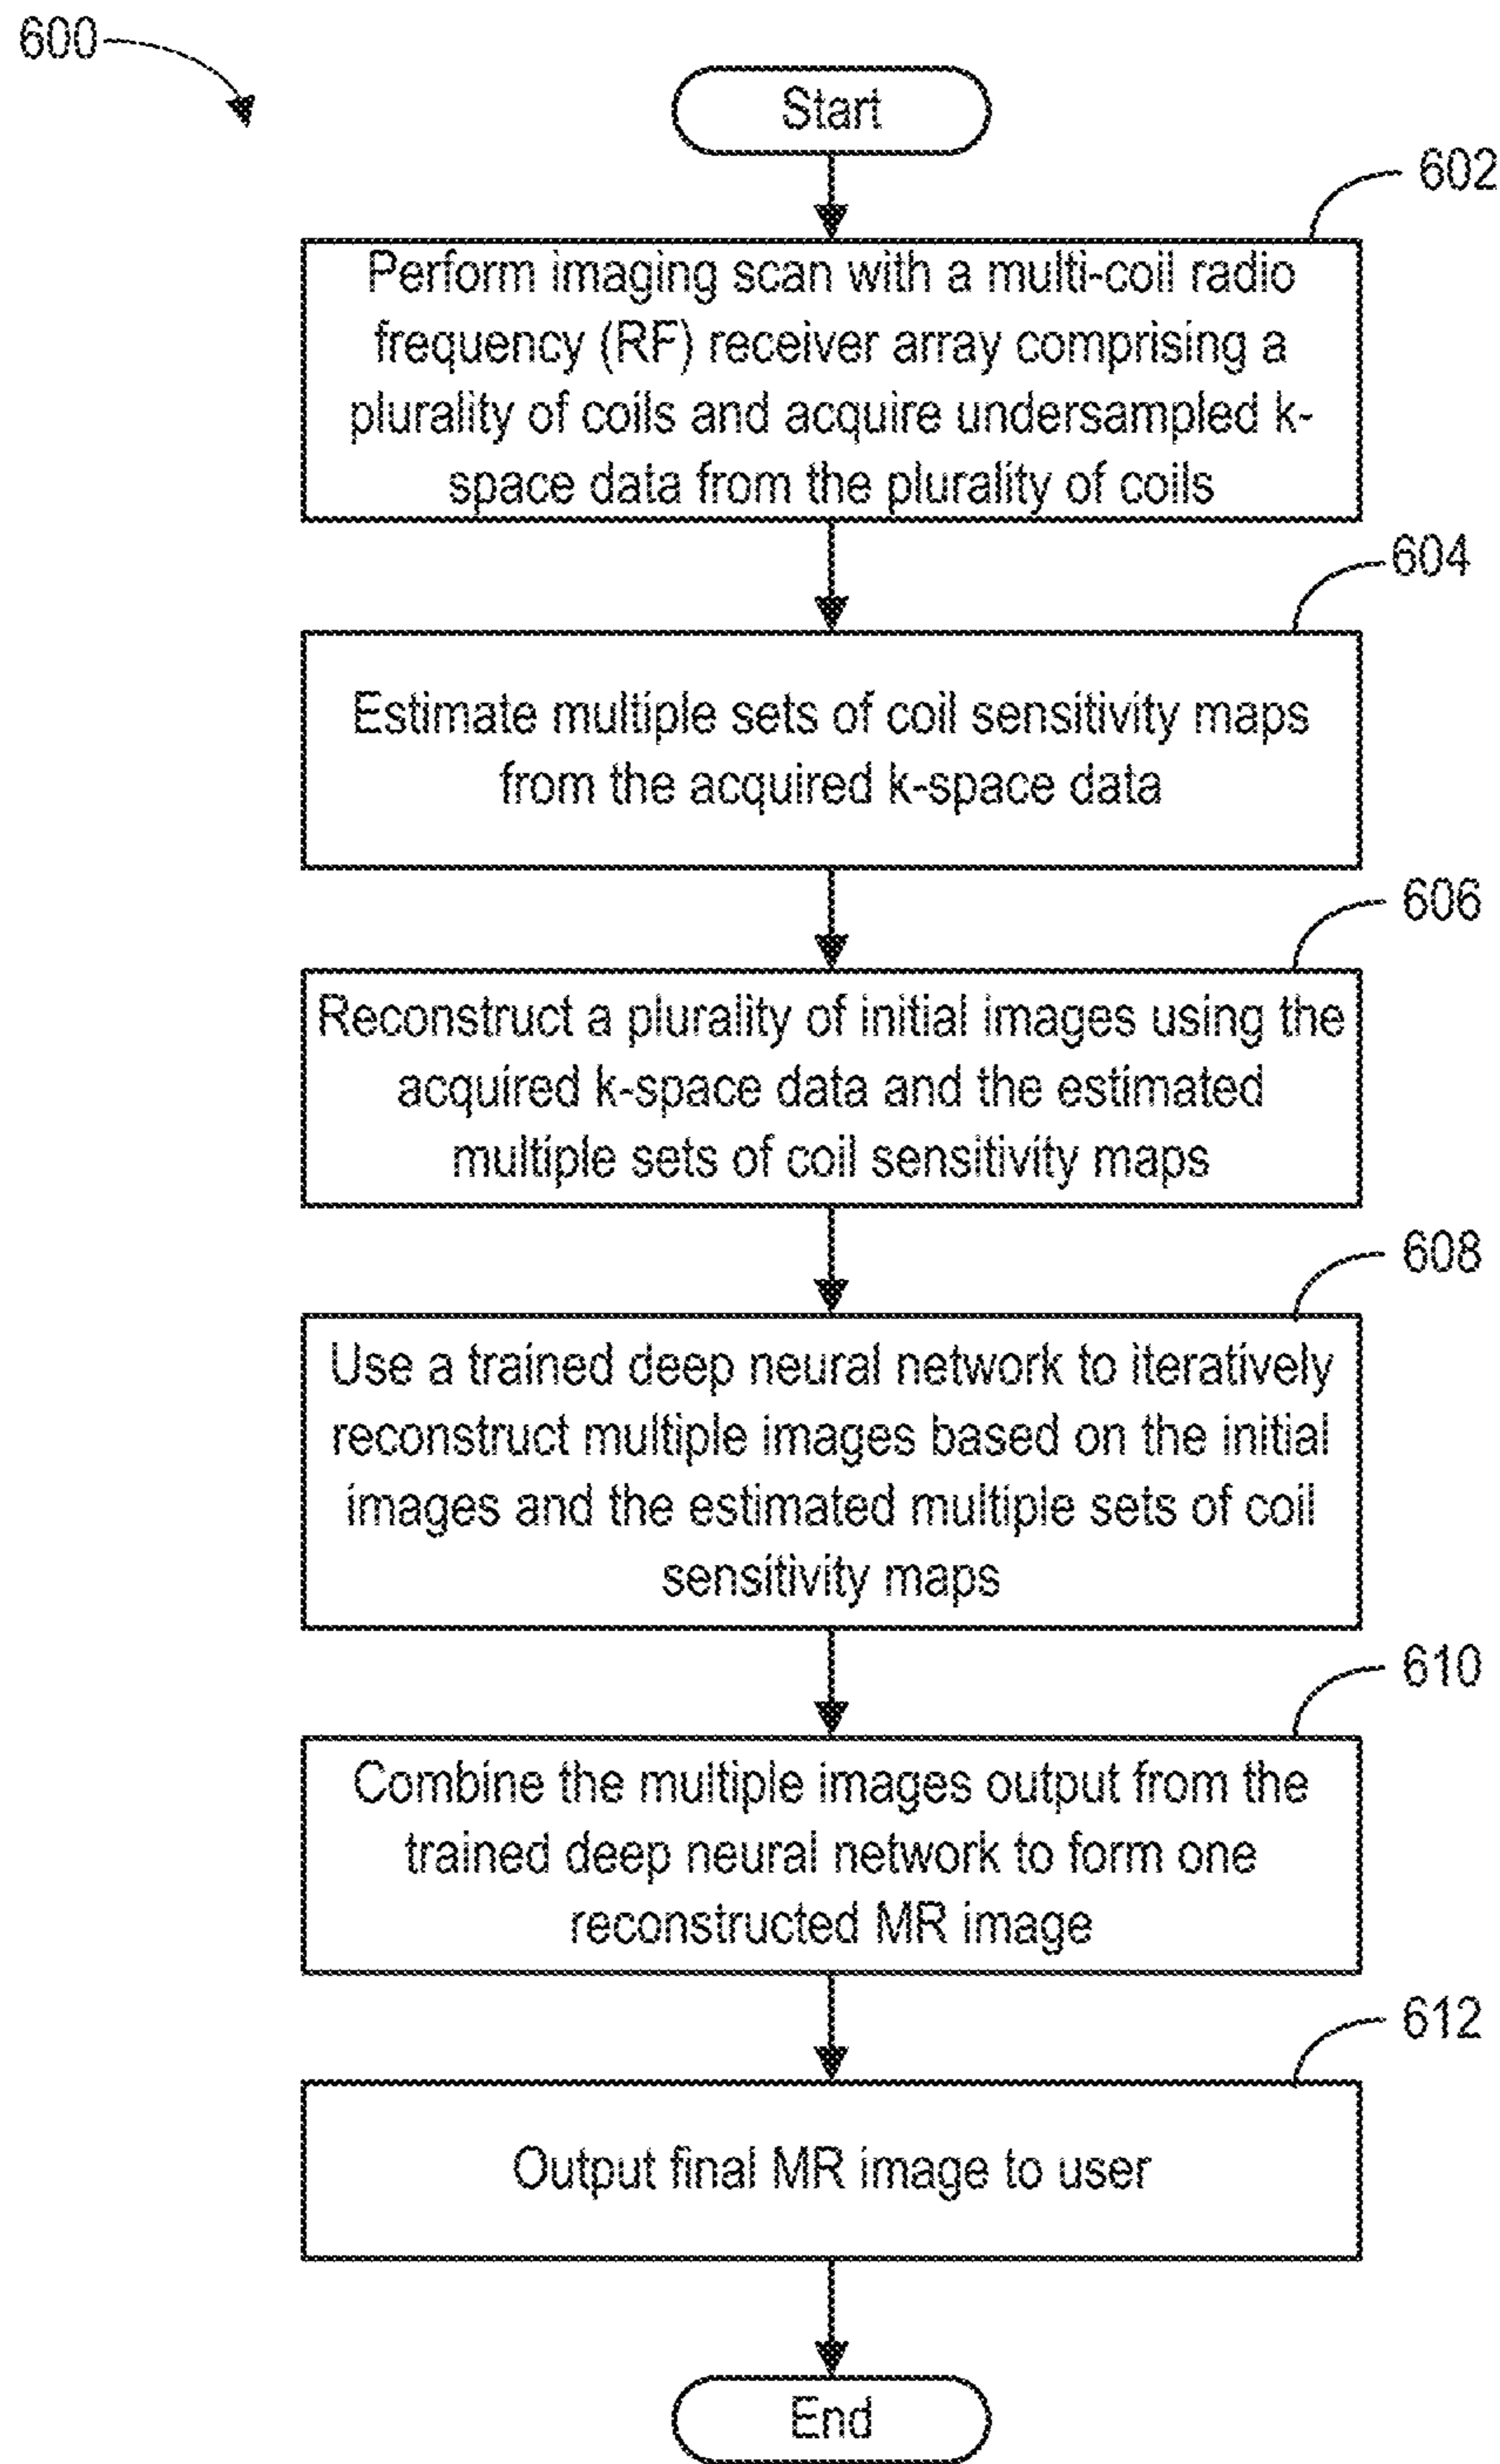 600
Start
602
Perform imaging scan with a multi-coil radio
frequency (RF) receiver array comprising a
plurality of coils and acquire undersampled k-
space data from the plurality of coils
604
Estimate multiple sets of coil sensitivity maps
from the acquired k-space data
606
Reconstruct a plurality of initial images using the
acquired k-space data and the estimated
multiple sets of coil sensitivity maps
608
Use a trained deep neural network to iteratively
reconstruct multiple images based on the initial
images and the estimated multiple sets of coil
sensitivity maps
610
Combine the multiple images output from the
trained deep neural network to form one
reconstructed MR image
612
Output final MR image to user
End